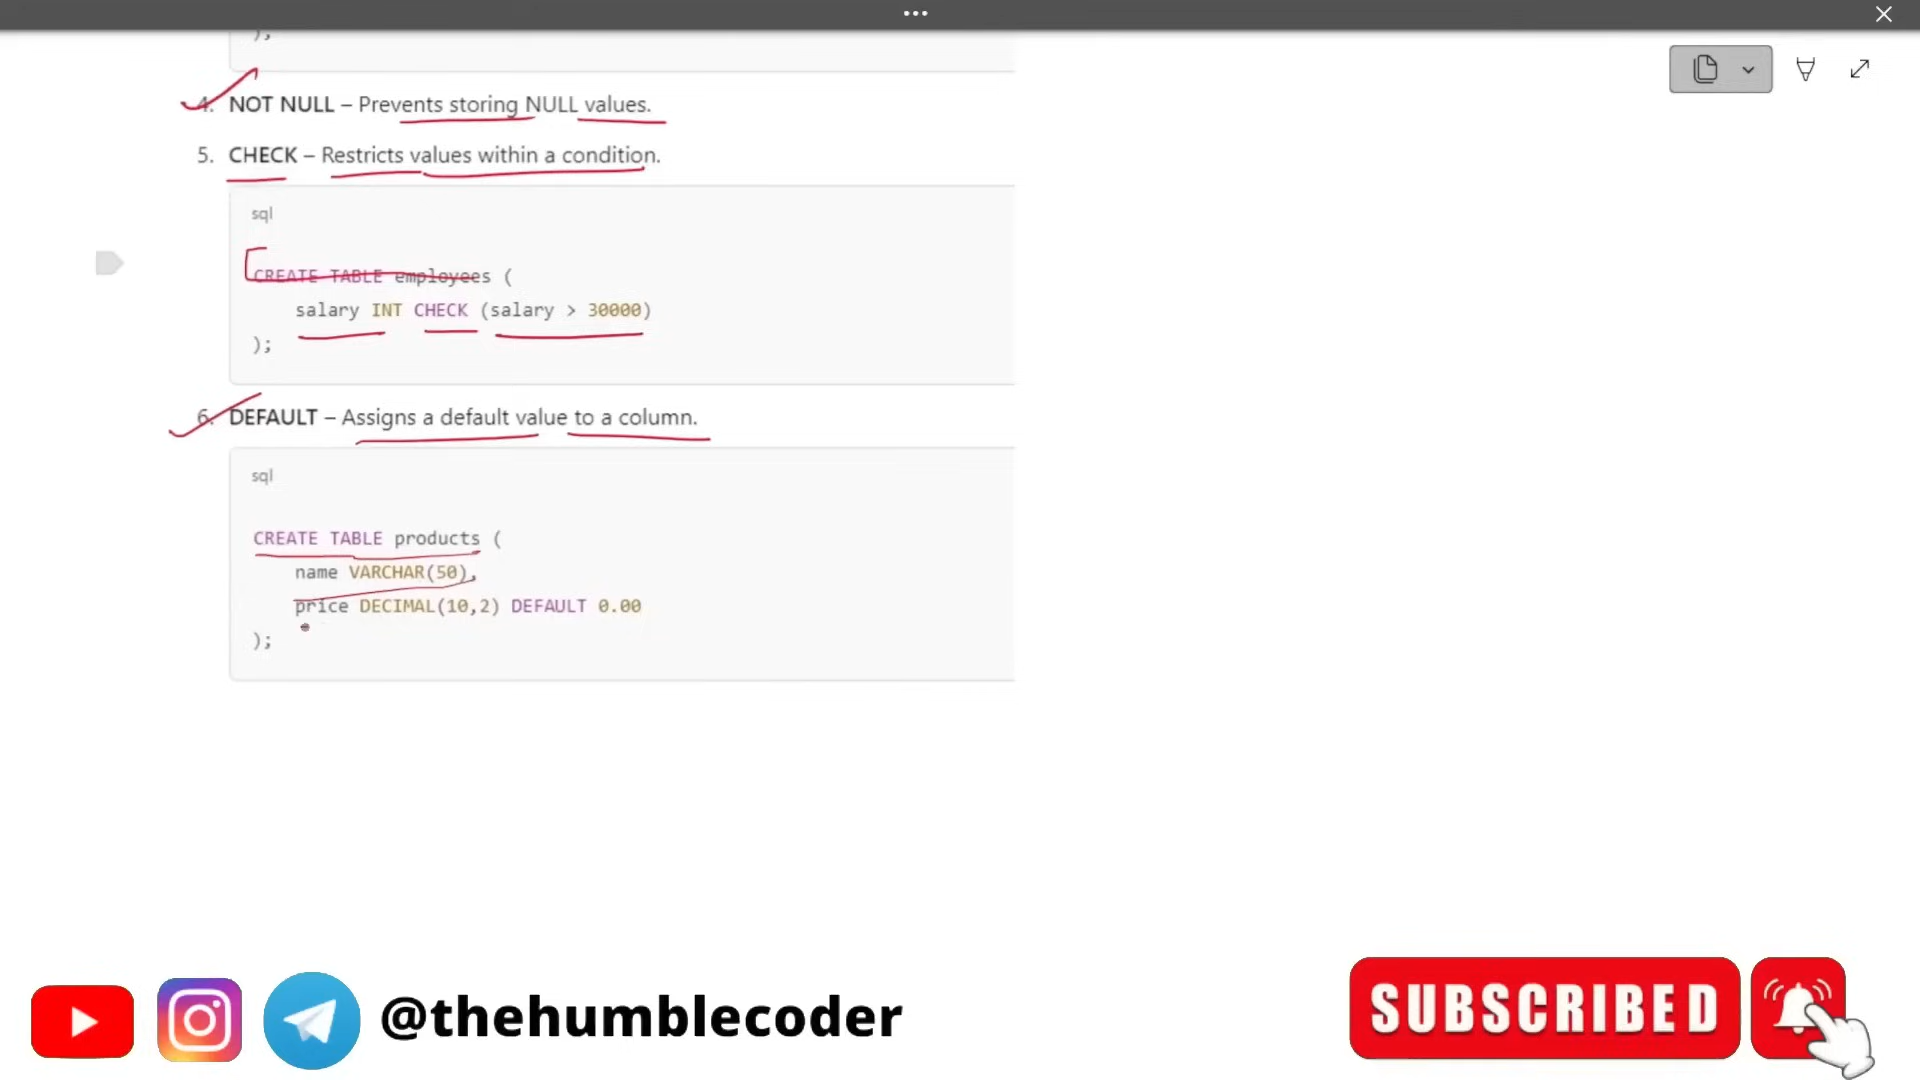 );
4. NOT NULL – Prevents storing NULL values.
5. CHECK – Restricts values within a condition.
sql
CREATE TABLE employees (
salary INT CHECK (salary > 30000)
);
6. DEFAULT – Assigns a default value to a column.
sql
CREATE TABLE products (
name VARCHAR(50),
price DECIMAL(10,2) DEFAULT 0.00
);
@thehumblecoder
SUBSCRIBED